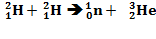 ²₁H + ²₁H → ¹₀n + ³₂He